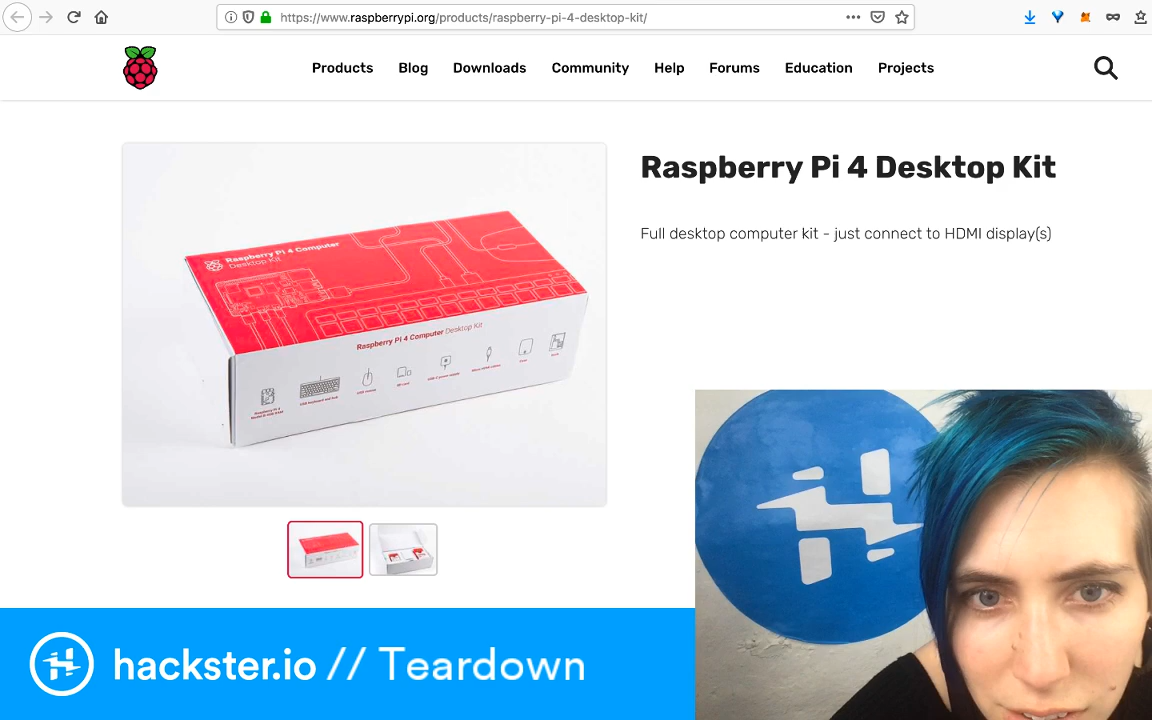 https://www.raspberrypi.org/products/raspberry-pi-4-desktop-kit/
Products Blog Downloads Community Help Forums Education Projects
Raspberry Pi 4 Desktop Kit
Full desktop computer kit - just connect to HDMI display(s)
Raspberry Pi 4 Computer
Desktop Kit
Raspberry Pi 4 Computer Desktop Kit
hackster.io // Teardown